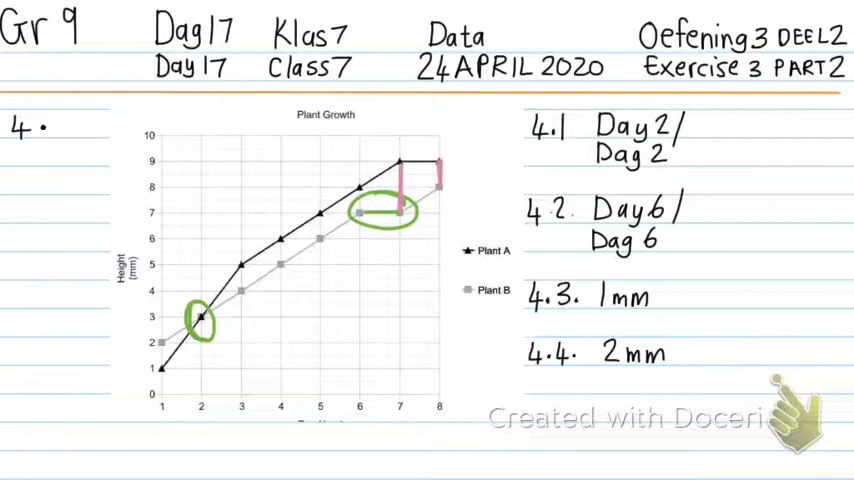 Gr 9 Dag 17 Klas 7 Data Oefening 3 DEEL 2
Day 17 Class 7 24 APRIL 2020 Exercise 3 PART 2
4.
Plant Growth
10
9
8
7
6
5
4
3
2
1
0
Height
(mm)
1 2 3 4 5 6 7 8
Plant A
Plant B
4.1 Day 2/
Dag 2
4.2. Day 6/
Dag 6
4.3. 1mm
4.4. 2mm
Created with Doceri